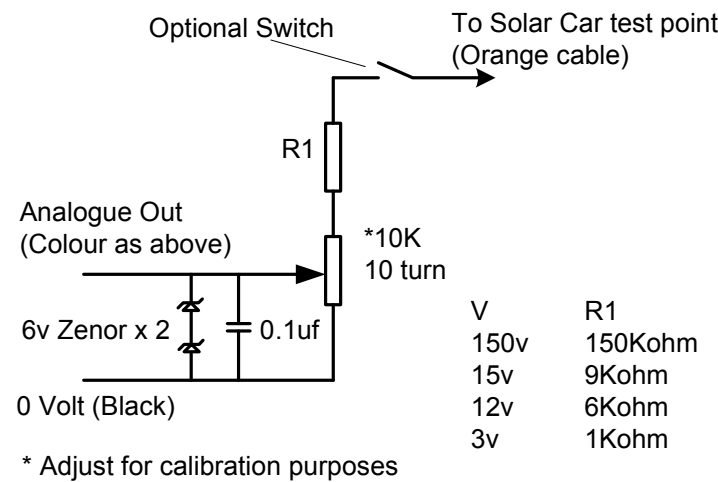 Optional Switch
To Solar Car test point
(Orange cable)
R1
Analogue Out
(Colour as above)
*10K
10 turn
6v Zenor x 2
0.1uf
0 Volt (Black)
V R1
150v 150Kohm
15v 9Kohm
12v 6Kohm
3v 1Kohm
* Adjust for calibration purposes